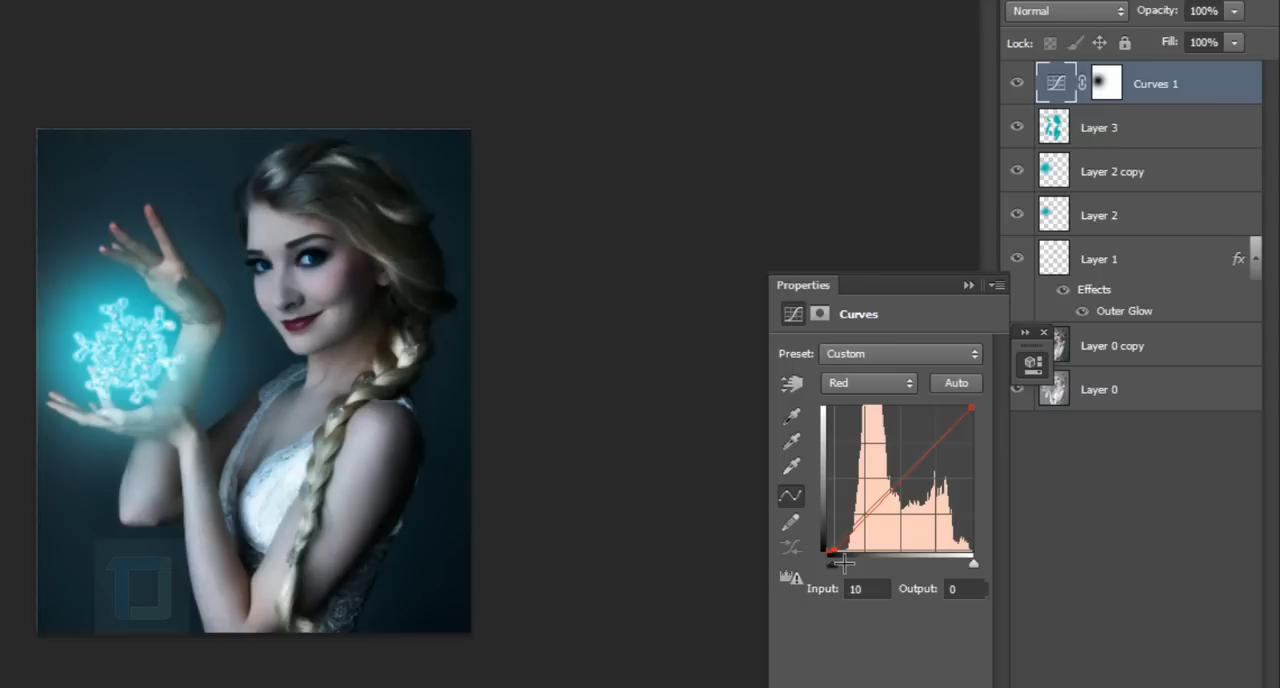 Normal Opacity: 100%
Lock: Fill: 100%
Curves 1
Layer 3
Layer 2 copy
Layer 2
Layer 1 fx
Effects
Outer Glow
Layer 0 copy
Layer 0
Properties
Curves
Preset: Custom
Red Auto
Input: 10 Output: 0